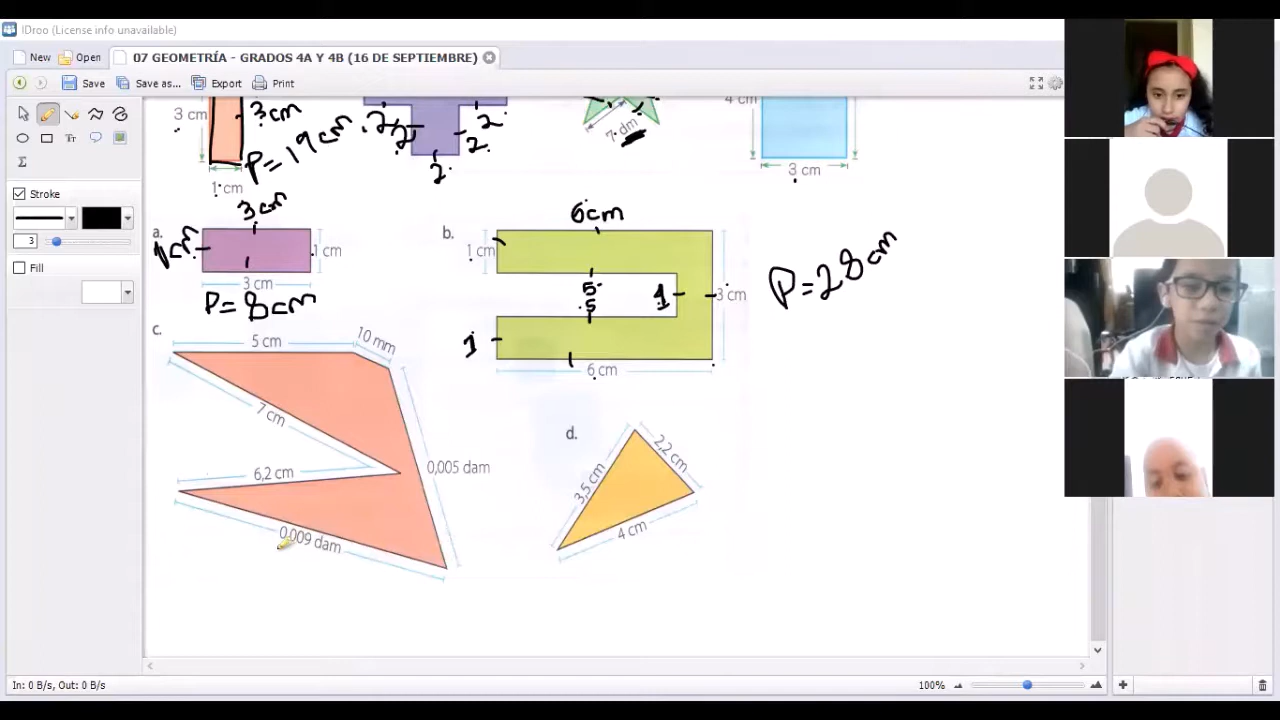 IDroo (License info unavailable)
New Open 07 GEOMETRÍA - GRADOS 4A Y 4B (16 DE SEPTIEMBRE)
Save Save as... Export Print
3 cm 3cm 2 2 2 2 7 dm 4 cm
P=19cm 2 3 cm
1 cm
Tr
Σ
Stroke
3
Fill
a. 3cm
1cm 1 cm
3 cm
P=8cm
b. 6cm
1 cm
5
5 1 3 cm
1
6 cm
P=28cm
c. 5 cm 10 mm
7 cm
6,2 cm 0,005 dam
0,009 dam
d. 2,2 cm
3,5 cm
4 cm
In: 0 B/s, Out: 0 B/s 100%